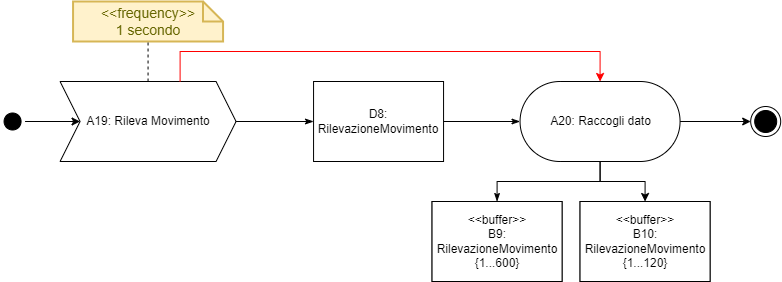 <<frequency>>
1 secondo
A19: Rileva Movimento
D8:
RilevazioneMovimento
A20: Raccogli dato
<<buffer>>
B9:
RilevazioneMovimento
{1...600}
<<buffer>>
B10:
RilevazioneMovimento
{1...120}